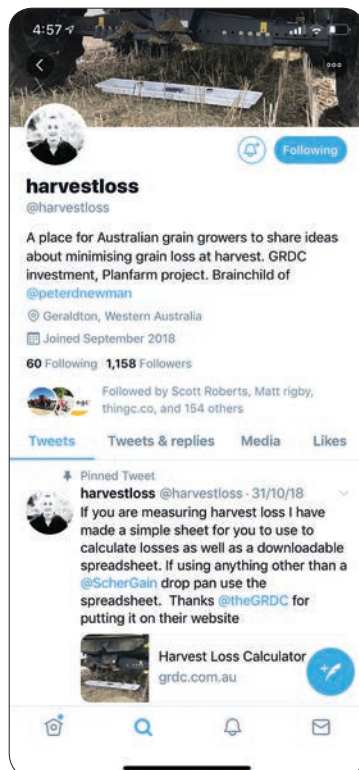 4:57
Following
harvestloss
@harvestloss
A place for Australian grain growers to share ideas
about minimising grain loss at harvest. GRDC
investment, Planfarm project. Brainchild of
@peterdnewman
Geraldton, Western Australia
Joined September 2018
60 Following 1,158 Followers
Followed by Scott Roberts, Matt rigby,
thingc.co, and 154 others
Tweets Tweets & replies Media Likes
Pinned Tweet
harvestloss @harvestloss · 31/10/18
If you are measuring harvest loss I have
made a simple sheet for you to use to
calculate losses as well as a downloadable
spreadsheet. If using anything other than a
@ScherGain drop pan use the
spreadsheet. Thanks @theGRDC for
putting it on their website
Harvest Loss Calculator
grdc.com.au